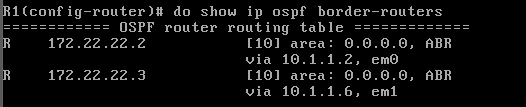 R1(config-router)# do show ip ospf border-routers
============ OSPF router routing table =============
R    172.22.22.2           [10] area: 0.0.0.0, ABR
                           via 10.1.1.2, em0
R    172.22.22.3           [10] area: 0.0.0.0, ABR
                           via 10.1.1.6, em1